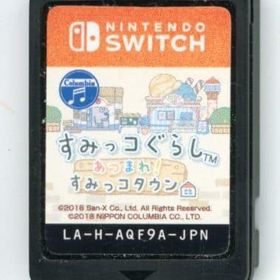 NINTENDO
SWITCH
Columbia
すみっコぐらし™
あつまれ!
すみっコタウン
©2018 San-X Co., Ltd. All Rights Reserved.
©2018 NIPPON COLUMBIA CO., LTD.
LA-H-AQF9A-JPN